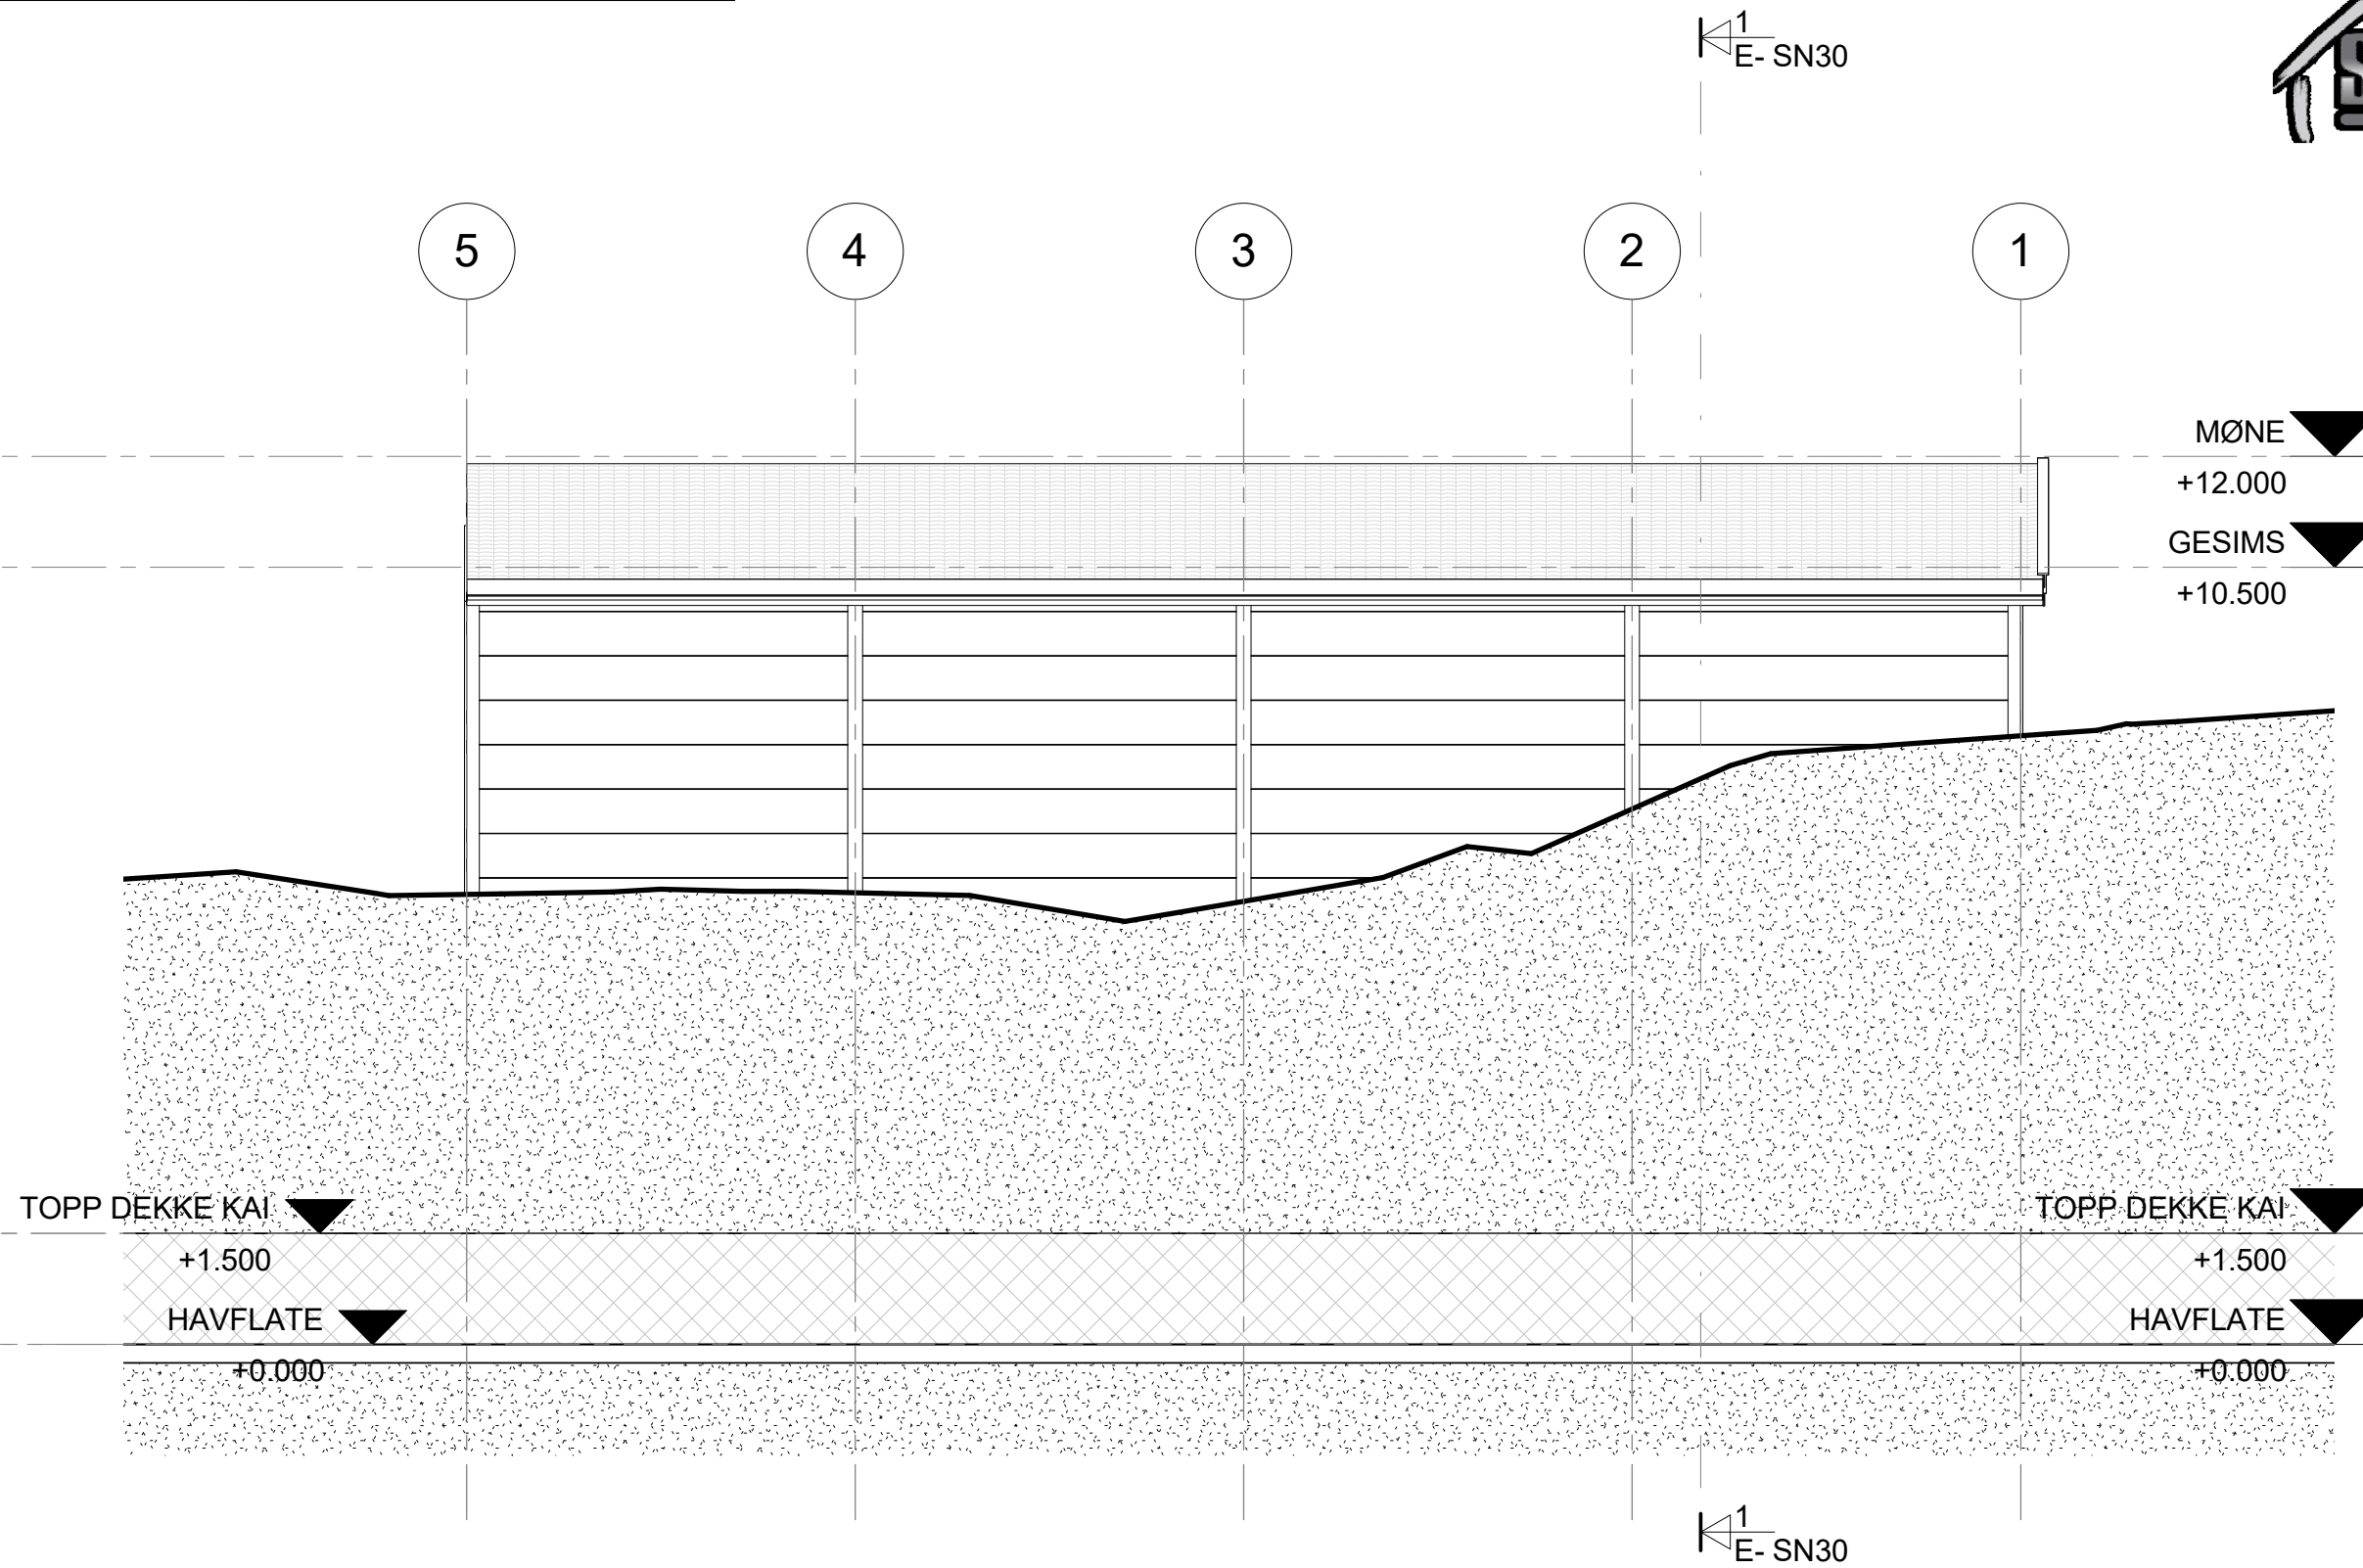 1
E- SN30
5 4 3 2 1
MØNE
+12.000
GESIMS
+10.500
TOPP DEKKE KAI TOPP DEKKE KAI
+1.500 +1.500
HAVFLATE HAVFLATE
+0.000 +0.000
1
E- SN30